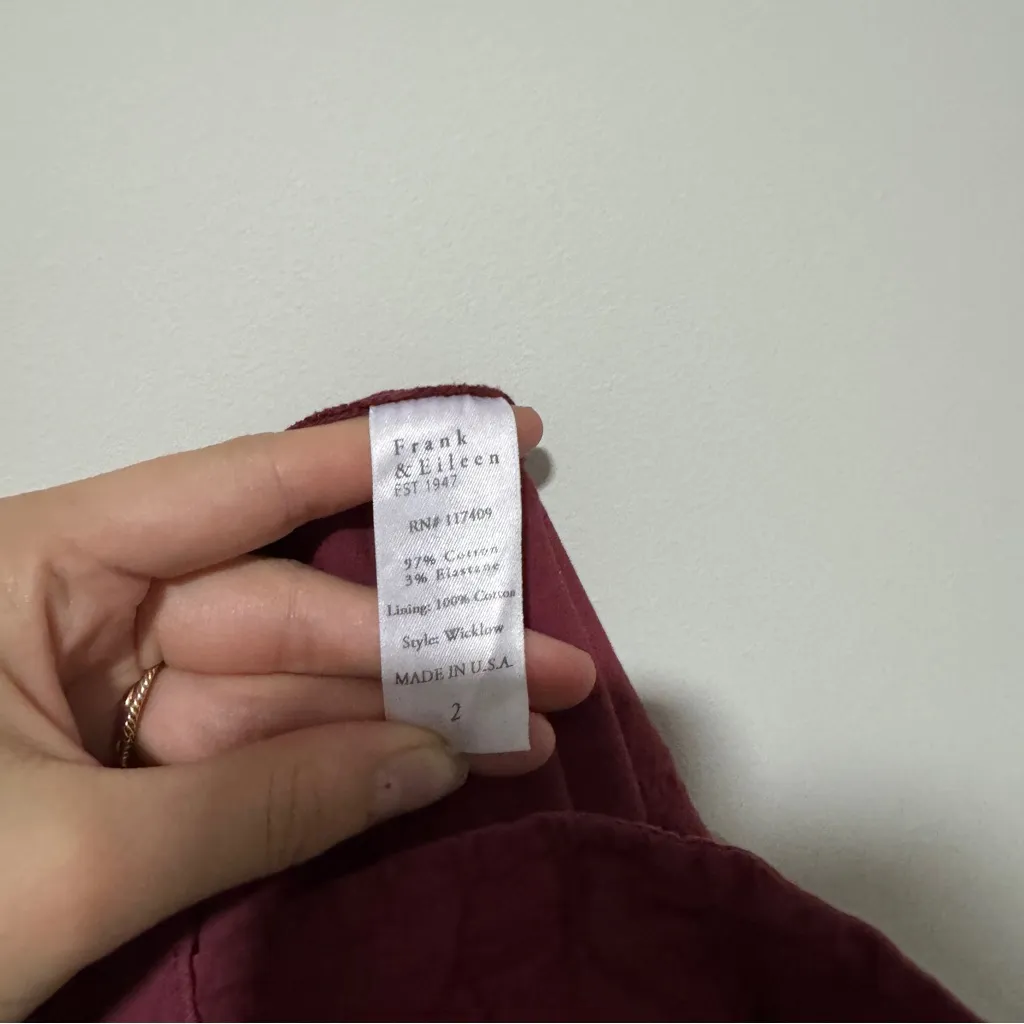 Frank
& Eileen
EST 1947
RN# 117409
97% Cotton
3% Elastane
Lining: 100% Cotton
Style: Wicklow
MADE IN U.S.A.
2